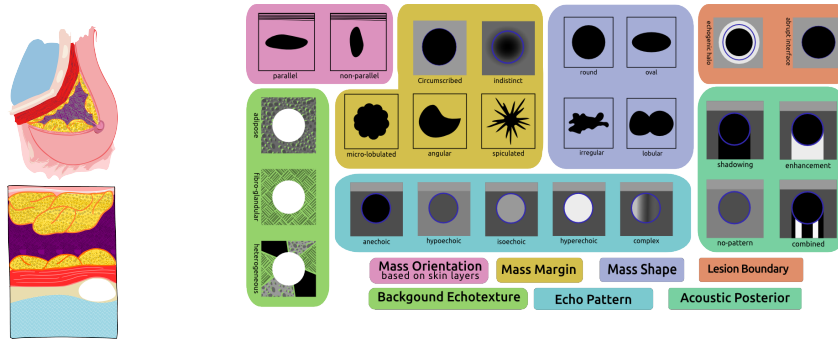 parallel
non-parallel
Circumscribed
indistinct
micro-lobulated
angular
spiculated
round
oval
irregular
lobular
echogenic halo
abrupt interface
adipose
fibro-glandular
heterogeneous
anechoic
hypoechoic
isoechoic
hyperechoic
complex
shadowing
enhancement
no-pattern
combined
Mass Orientation
based on skin layers
Mass Margin
Mass Shape
Lesion Boundary
Backgound Echotexture
Echo Pattern
Acoustic Posterior